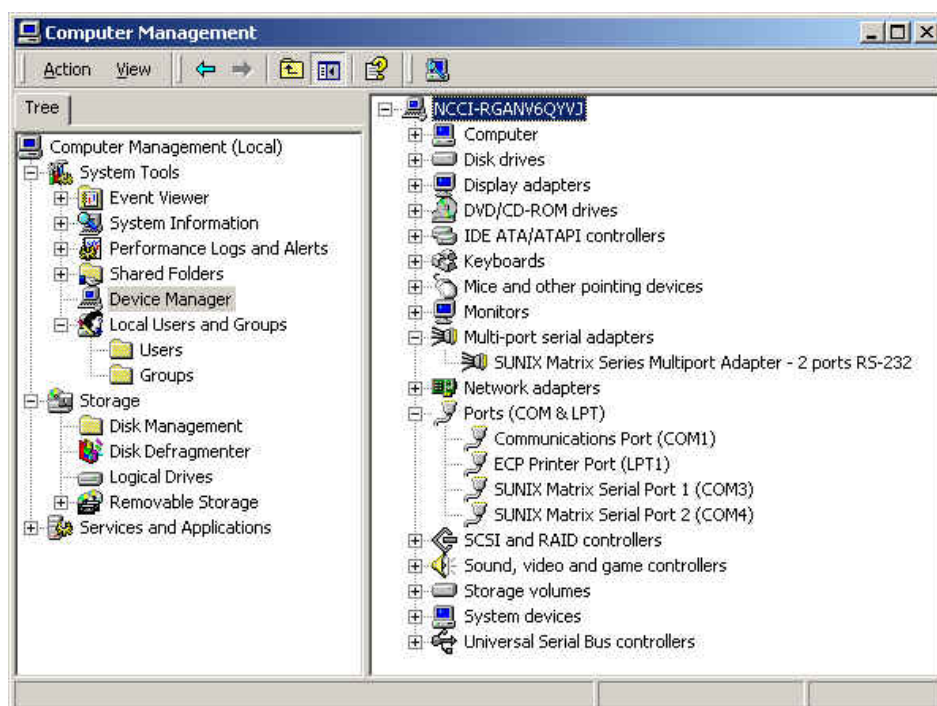 Computer Management
Action View
Tree
Computer Management (Local)
System Tools
Event Viewer
System Information
Performance Logs and Alerts
Shared Folders
Device Manager
Local Users and Groups
Users
Groups
Storage
Disk Management
Disk Defragmenter
Logical Drives
Removable Storage
Services and Applications
NCCI-RGANV6QYVJ
Computer
Disk drives
Display adapters
DVD/CD-ROM drives
IDE ATA/ATAPI controllers
Keyboards
Mice and other pointing devices
Monitors
Multi-port serial adapters
SUNIX Matrix Series Multiport Adapter - 2 ports RS-232
Network adapters
Ports (COM & LPT)
Communications Port (COM1)
ECP Printer Port (LPT1)
SUNIX Matrix Serial Port 1 (COM3)
SUNIX Matrix Serial Port 2 (COM4)
SCSI and RAID controllers
Sound, video and game controllers
Storage volumes
System devices
Universal Serial Bus controllers